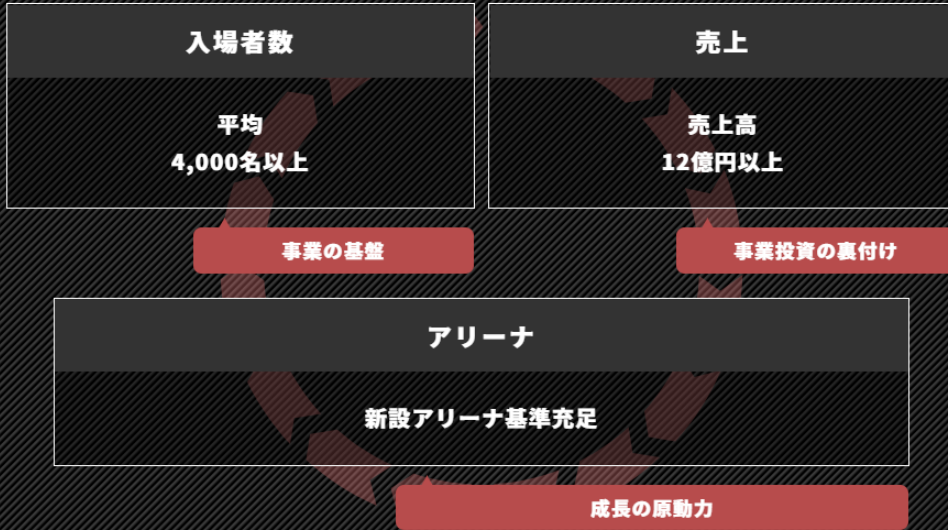 入場者数
平均
4,000名以上
事業の基盤
売上
売上高
12億円以上
事業投資の裏付け
アリーナ
新設アリーナ基準充足
成長の原動力